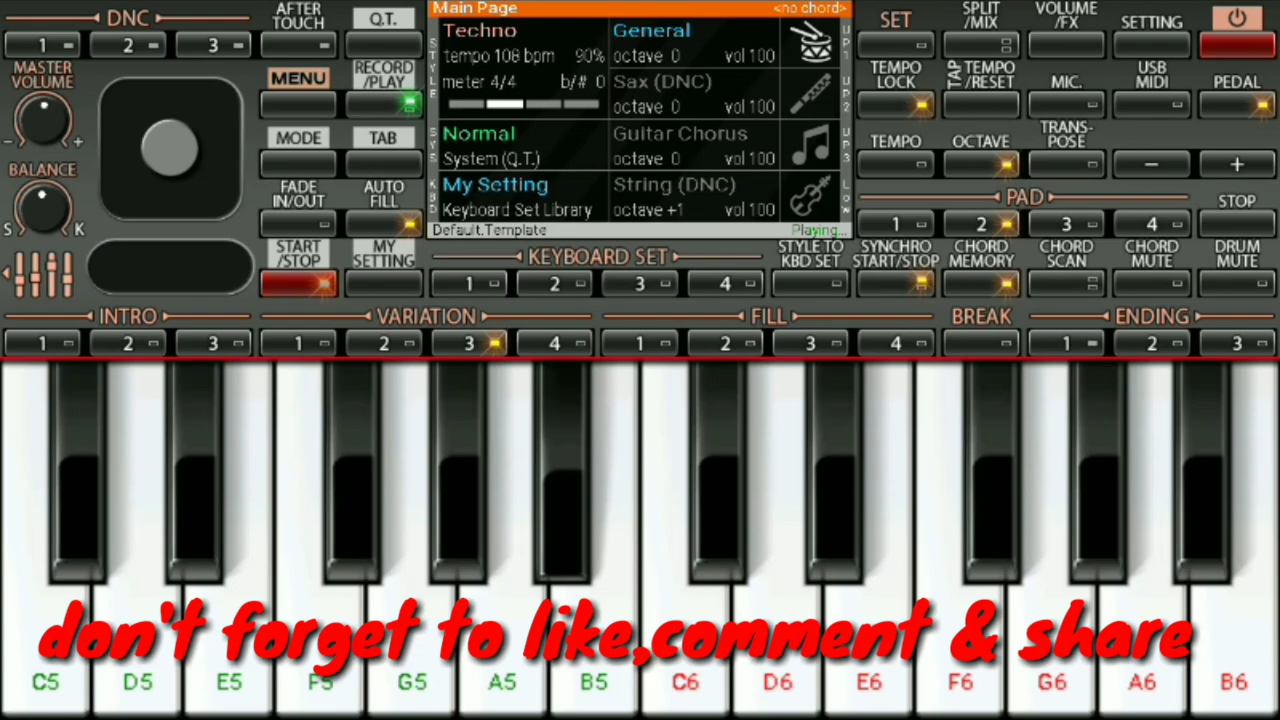 DNC
1 2 3
AFTER TOUCH
Q.T.
Main Page <no chord>
SET
SPLIT /MIX
VOLUME /FX
SETTING
MASTER VOLUME
- +
MENU
RECORD /PLAY
STYLE
Techno
tempo 108 bpm 90%
meter 4/4 b/# 0
General
octave 0 vol 100
UP1
Sax (DNC)
octave 0 vol 100
UP2
TEMPO LOCK
TAP TEMPO /RESET
MIC.
USB MIDI
PEDAL
MODE
TAB
SYS
Normal
System (Q.T.)
Guitar Chorus
octave 0 vol 100
UP3
TEMPO
OCTAVE
TRANS- POSE
- +
BALANCE
S K
FADE IN/OUT
AUTO FILL
KBD
My Setting
Keyboard Set Library
String (DNC)
octave +1 vol 100
LOW
Default.Template Playing...
PAD
1 2 3 4
STOP
START /STOP
MY SETTING
KEYBOARD SET
1 2 3 4
STYLE TO KBD SET
SYNCHRO START/STOP
CHORD MEMORY
CHORD SCAN
CHORD MUTE
DRUM MUTE
INTRO
1 2 3
VARIATION
1 2 3 4
FILL
1 2 3 4
BREAK
ENDING
1 2 3
don't forget to like,comment & share
C5 D5 E5 F5 G5 A5 B5 C6 D6 E6 F6 G6 A6 B6